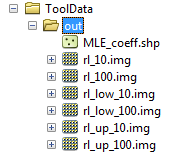 ToolData
out
MLE_coeff.shp
rl_10.img
rl_100.img
rl_low_10.img
rl_low_100.img
rl_up_10.img
rl_up_100.img